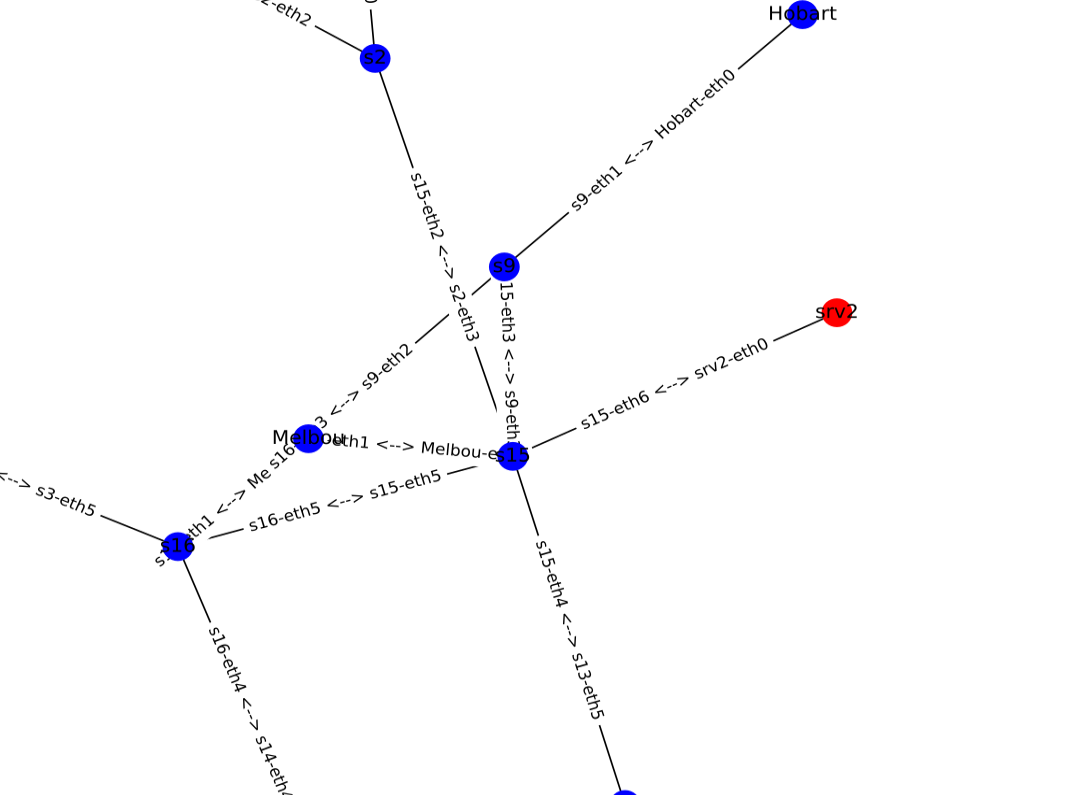 Hobart
2-eth2
s2
s9-eth1 <--> Hobart-eth0
s15-eth2 <--> s2-eth3
s9
15-eth3 <--> s9-eth
srv2
s15-eth6 <--> srv2-eth0
3 <--> s9-eth2
Melbou
eth1 <--> Melbou-e
s15
s16
th1 <--> Me
s16-eth5 <--> s15-eth5
<--> s3-eth5
s16
s15-eth4 <--> s13-eth5
s16-eth4 <--> s14-eth4